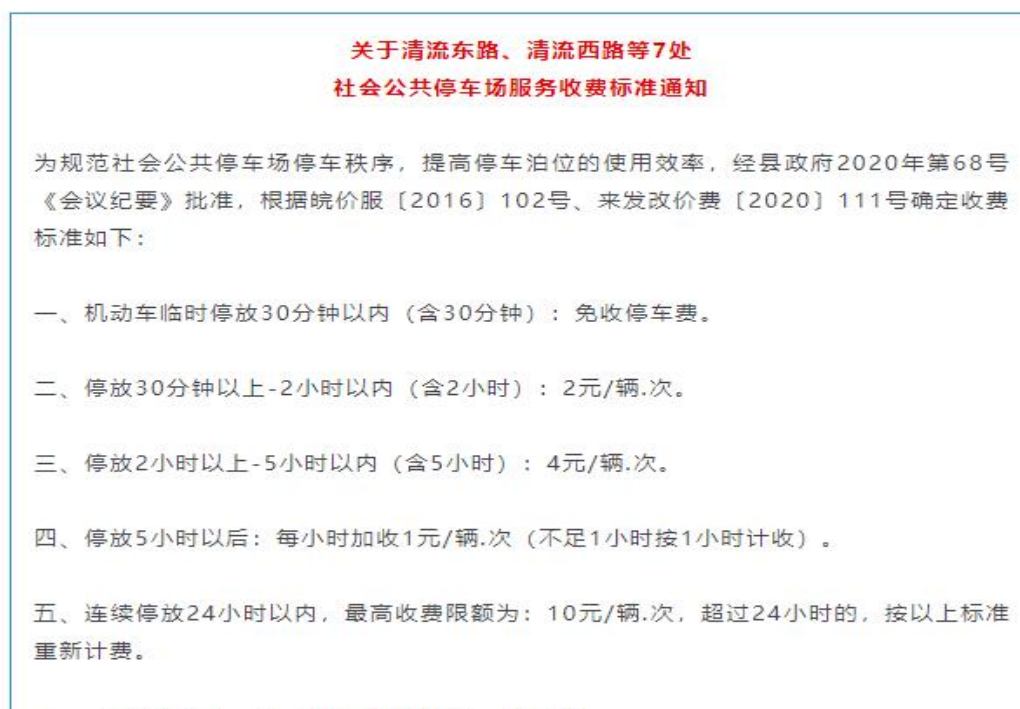 关于清流东路、清流西路等7处
社会公共停车场服务收费标准通知
为规范社会公共停车场停车秩序，提高停车泊位的使用效率，经县政府2020年第68号
《会议纪要》批准，根据皖价服〔2016〕102号、来发改价费〔2020〕111号确定收费
标准如下：
一、机动车临时停放30分钟以内（含30分钟）：免收停车费。
二、停放30分钟以上-2小时以内（含2小时）：2元/辆.次。
三、停放2小时以上-5小时以内（含5小时）：4元/辆.次。
四、停放5小时以后：每小时加收1元/辆.次（不足1小时按1小时计收）。
五、连续停放24小时以内，最高收费限额为：10元/辆.次，超过24小时的，按以上标准
重新计费。